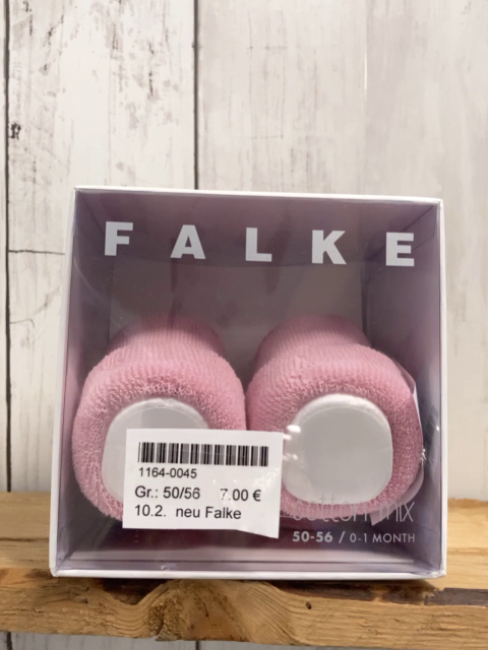 FALKE
1164-0045
Gr.: 50/56 7.00 €
10.2. neu Falke
50-56 / 0-1 MONTH